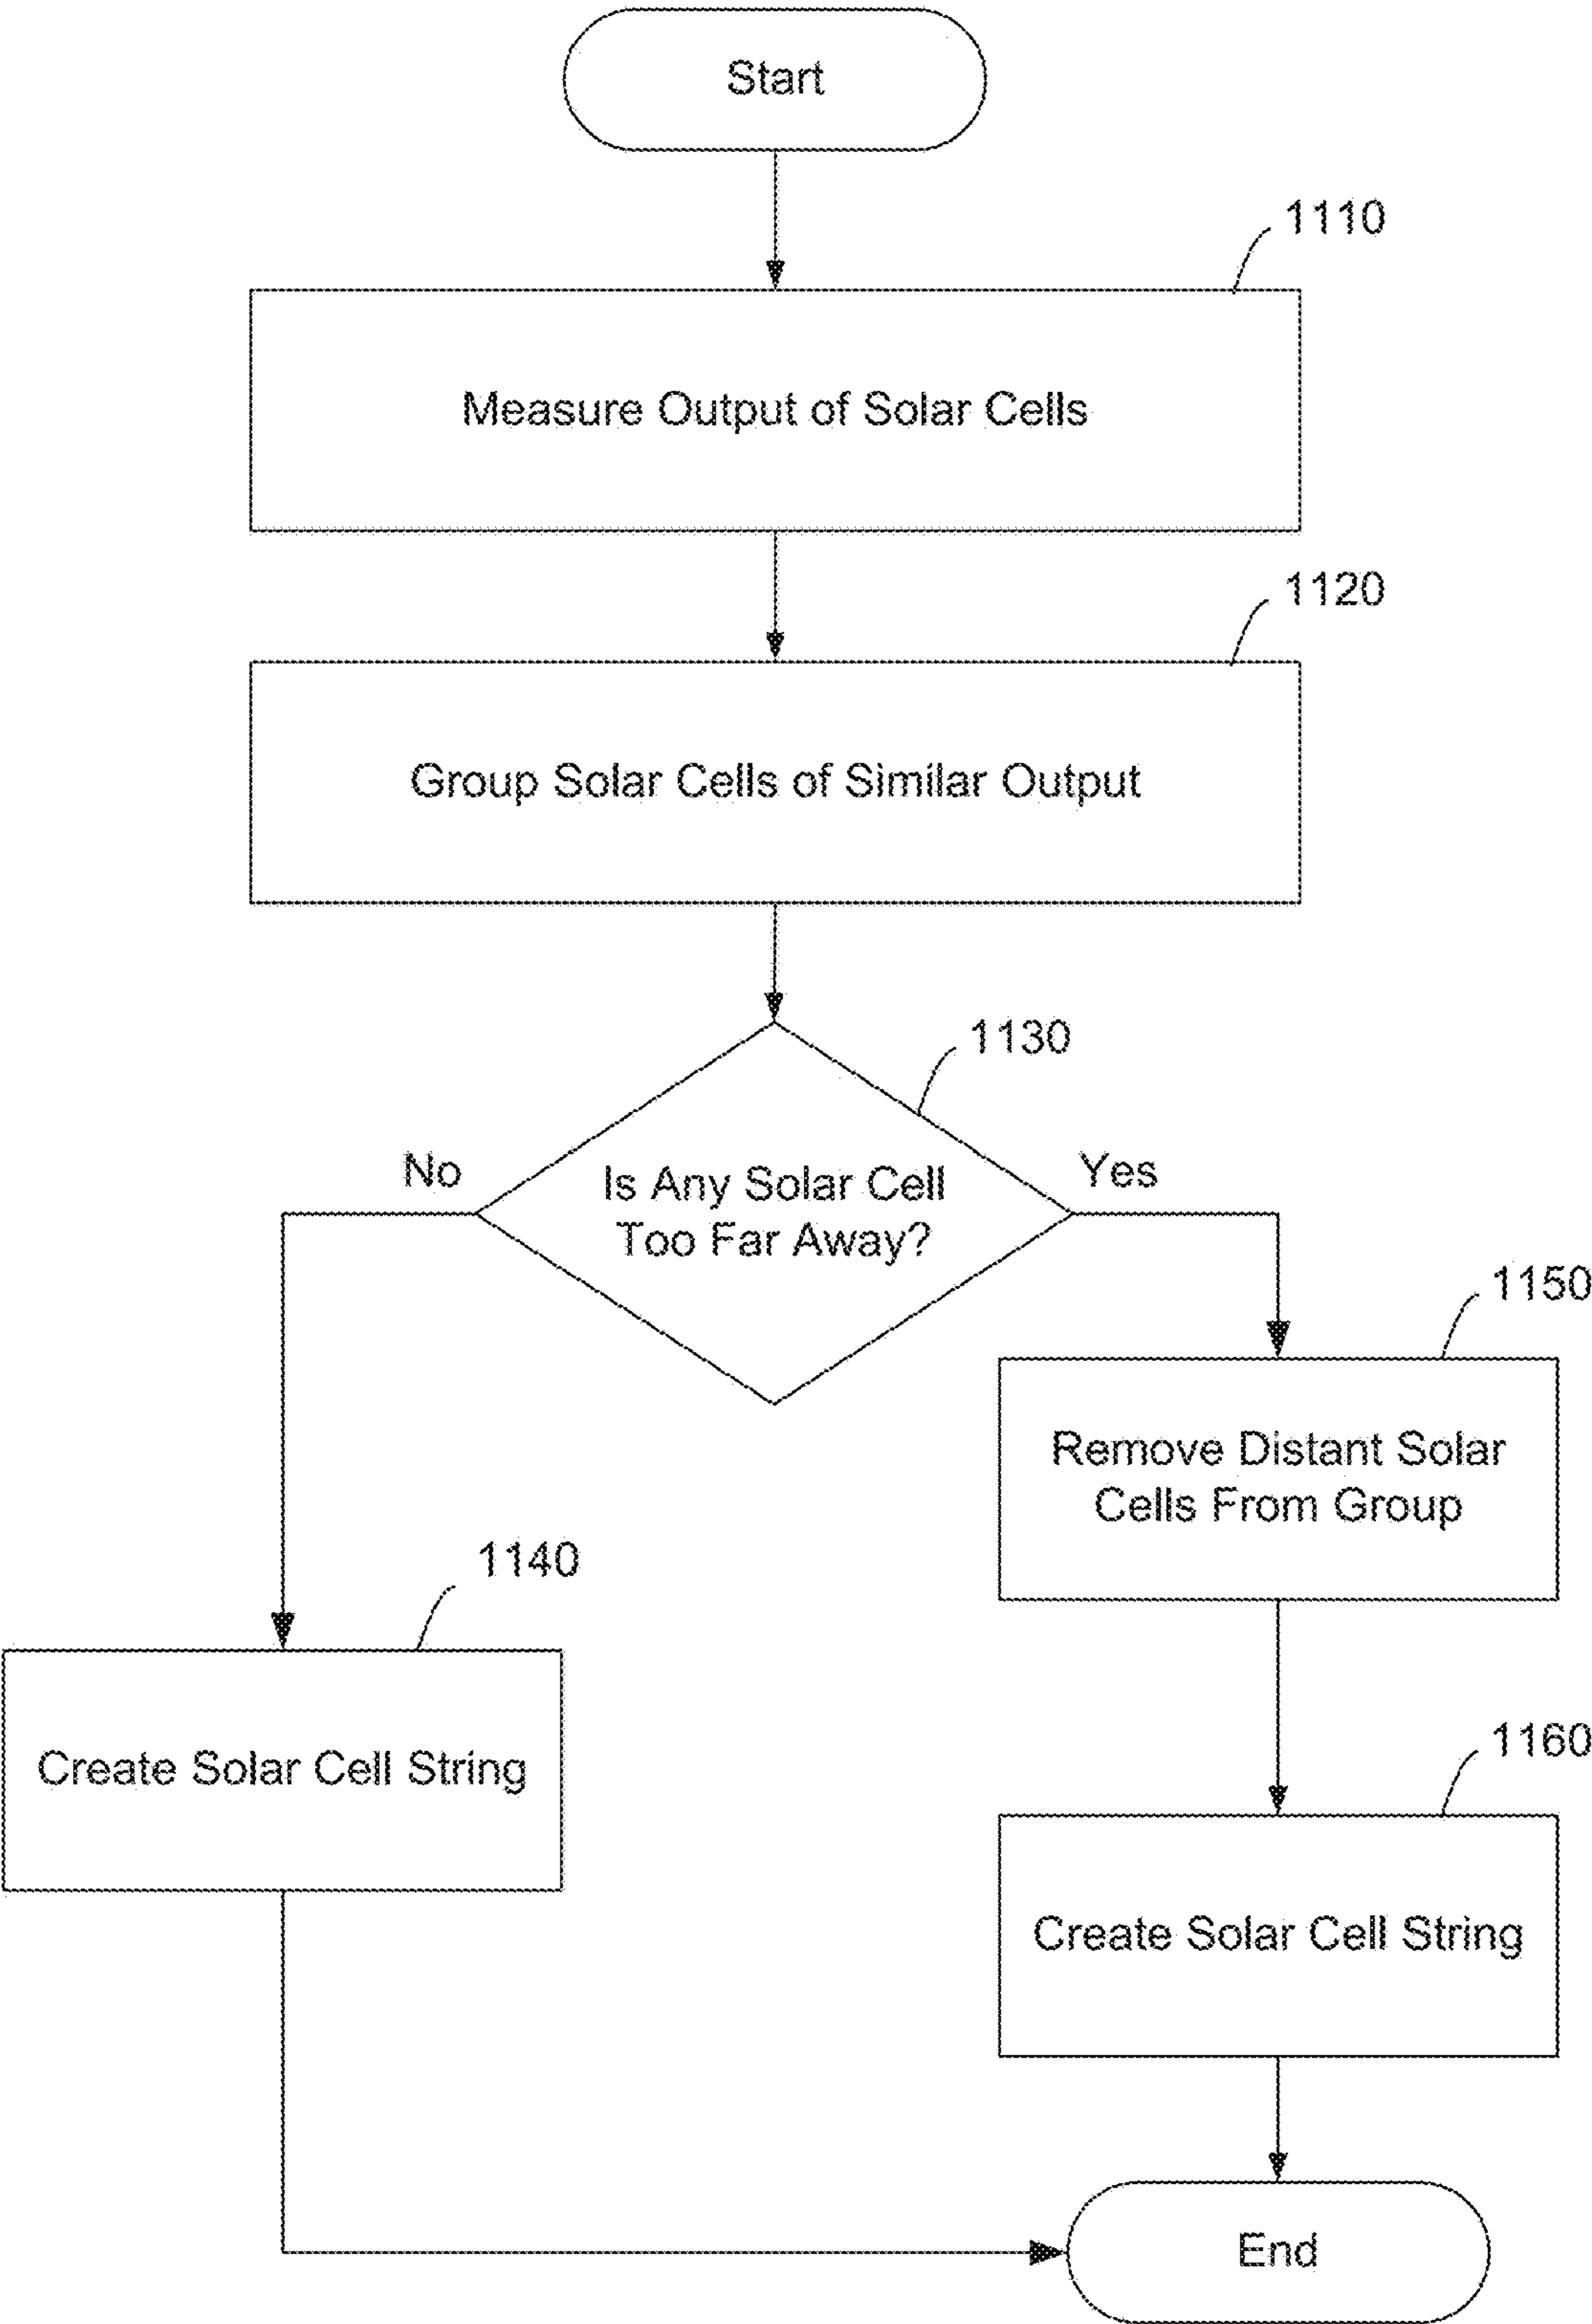 Start
1110
Measure Output of Solar Cells
1120
Group Solar Cells of Similar Output
1130
No
Is Any Solar Cell
Too Far Away?
Yes
1150
Remove Distant Solar
Cells From Group
1140
Create Solar Cell String
1160
Create Solar Cell String
End